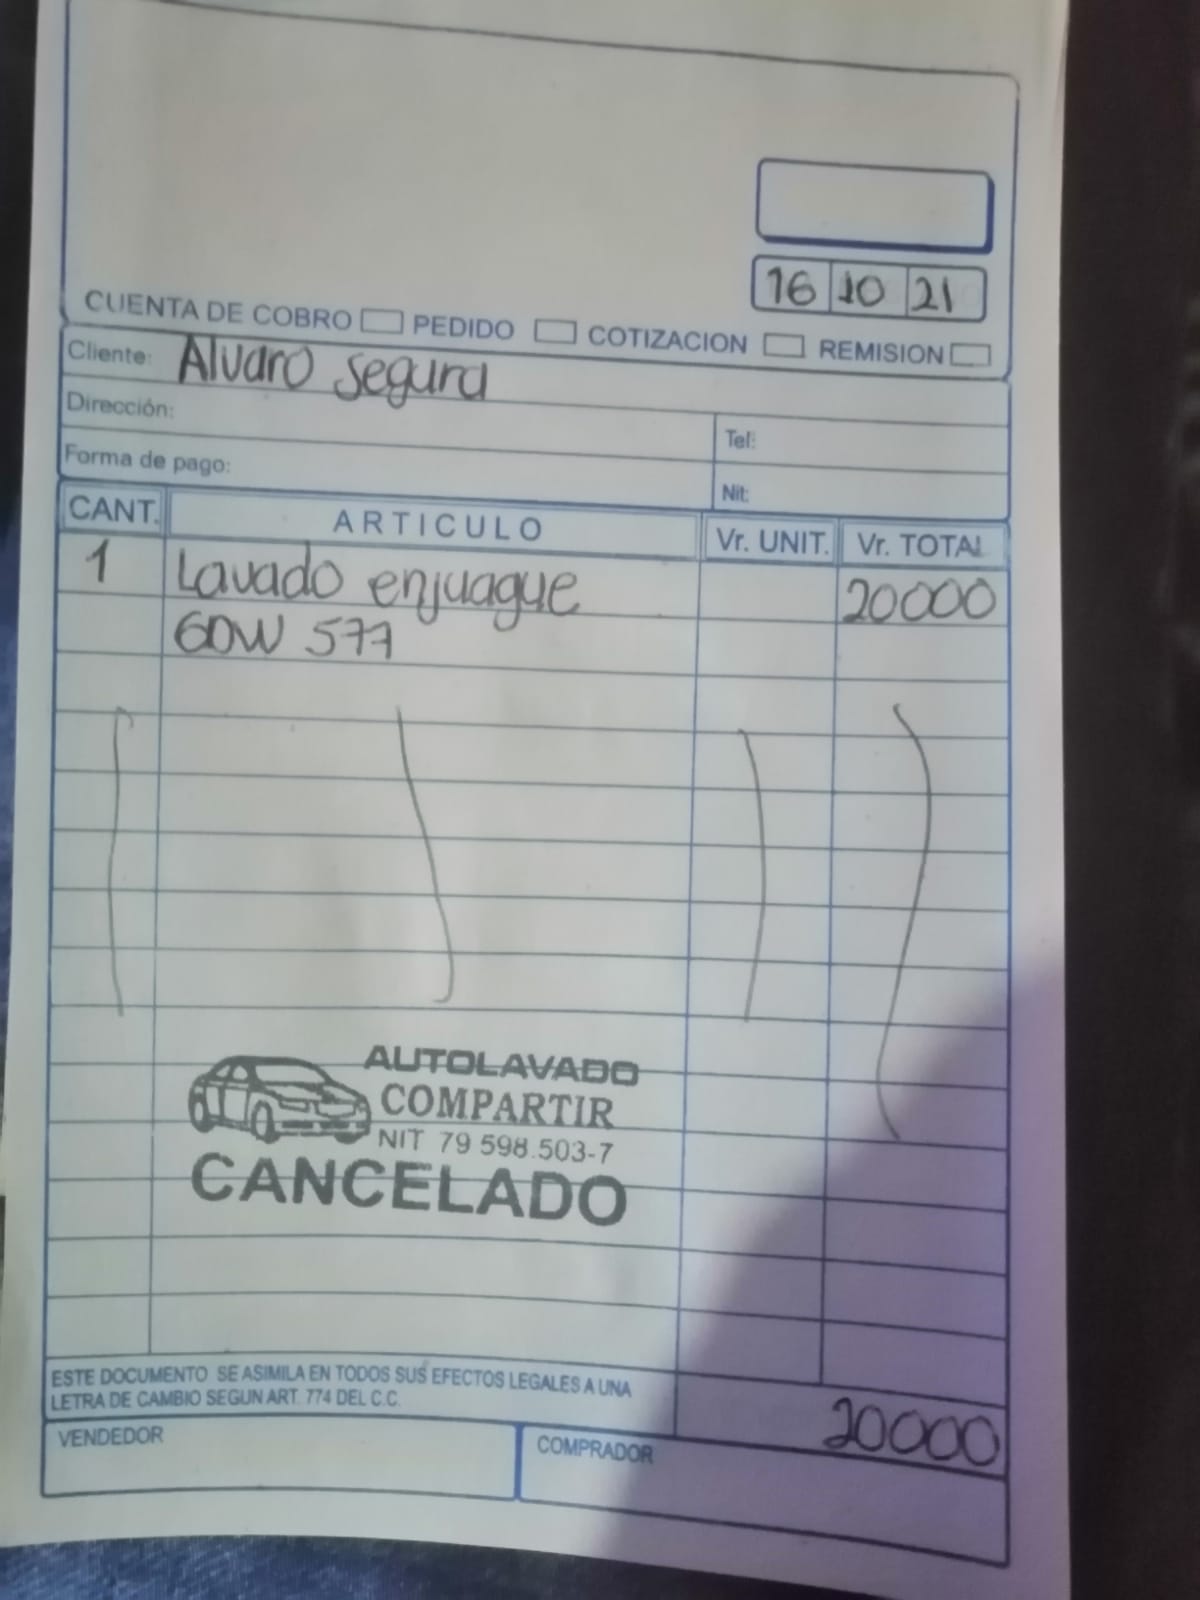 16 10 21
CUENTA DE COBRO PEDIDO COTIZACION REMISION
Cliente: Alvaro Segura
Dirección:
Tel:
Forma de pago:
Nit:
CANT. ARTICULO Vr. UNIT. Vr. TOTAL
1 Lavado enjuague 20000
GDW 577
AUTOLAVADO
COMPARTIR
NIT 79 598.503-7
CANCELADO
ESTE DOCUMENTO SE ASIMILA EN TODOS SUS EFECTOS LEGALES A UNA
LETRA DE CAMBIO SEGUN ART. 774 DEL C.C.
20000
VENDEDOR
COMPRADOR